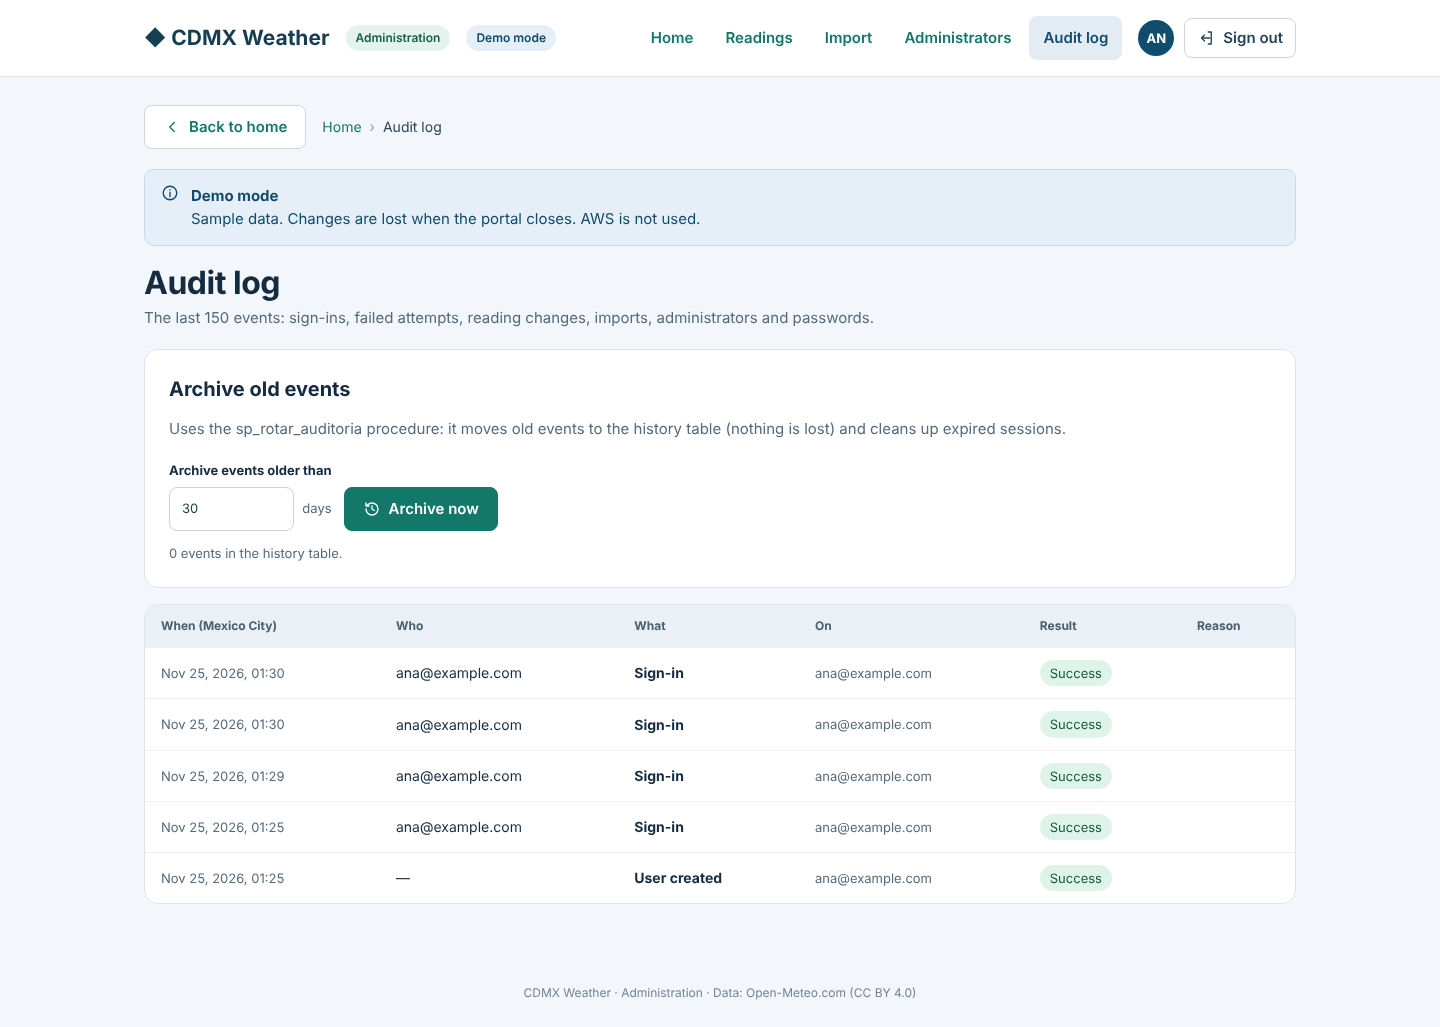 CDMX Weather Administration Demo mode Home Readings Import Administrators Audit log AN Sign out
Back to home Home › Audit log
Demo mode
Sample data. Changes are lost when the portal closes. AWS is not used.
Audit log
The last 150 events: sign-ins, failed attempts, reading changes, imports, administrators and passwords.
Archive old events
Uses the sp_rotar_auditoria procedure: it moves old events to the history table (nothing is lost) and cleans up expired sessions.
Archive events older than
30 days Archive now
0 events in the history table.
When (Mexico City) Who What On Result Reason
Nov 25, 2026, 01:30 ana@example.com Sign-in ana@example.com Success
Nov 25, 2026, 01:30 ana@example.com Sign-in ana@example.com Success
Nov 25, 2026, 01:29 ana@example.com Sign-in ana@example.com Success
Nov 25, 2026, 01:25 ana@example.com Sign-in ana@example.com Success
Nov 25, 2026, 01:25 — User created ana@example.com Success
CDMX Weather · Administration · Data: Open-Meteo.com (CC BY 4.0)